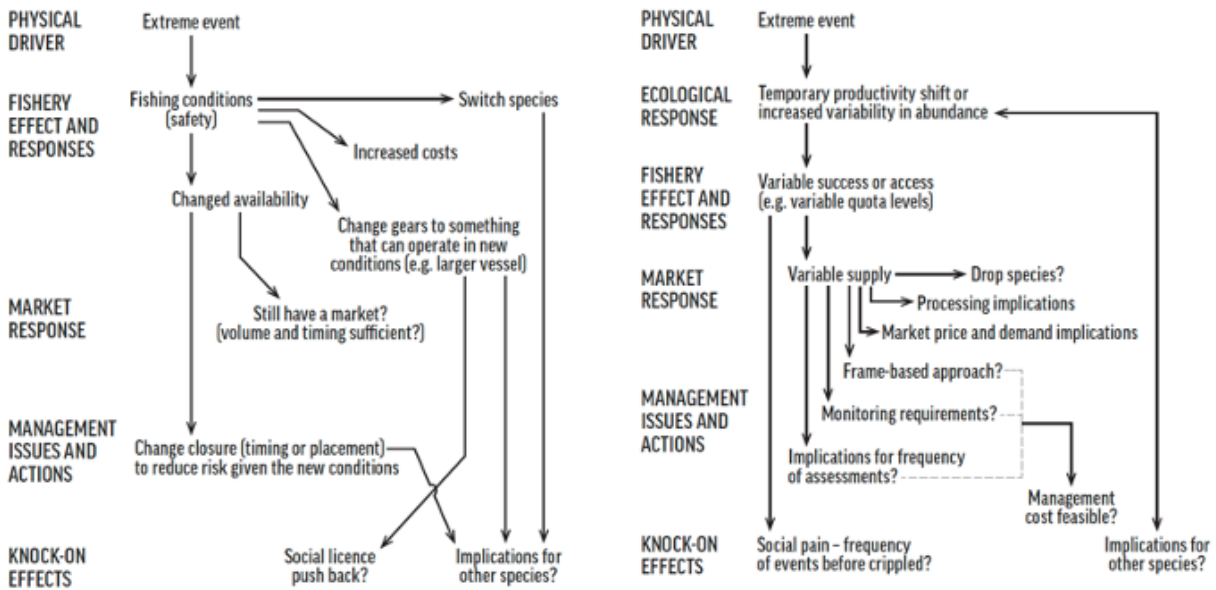 PHYSICAL
DRIVER
Extreme event
FISHERY
EFFECT AND
RESPONSES
Fishing conditions
(safety)
Switch species
Increased costs
Changed availability
Change gears to something
that can operate in new
conditions (e.g. larger vessel)
MARKET
RESPONSE
Still have a market?
(volume and timing sufficient?)
MANAGEMENT
ISSUES AND
ACTIONS
Change closure (timing or placement)
to reduce risk given the new conditions
KNOCK-ON
EFFECTS
Social licence
push back?
Implications for
other species?
PHYSICAL
DRIVER
Extreme event
ECOLOGICAL
RESPONSE
Temporary productivity shift or
increased variability in abundance
FISHERY
EFFECT AND
RESPONSES
Variable success or access
(e.g. variable quota levels)
MARKET
RESPONSE
Variable supply
Drop species?
Processing implications
Market price and demand implications
MANAGEMENT
ISSUES AND
ACTIONS
Frame-based approach?
Monitoring requirements?
Implications for frequency
of assessments?
Management
cost feasible?
KNOCK-ON
EFFECTS
Social pain – frequency
of events before crippled?
Implications for
other species?